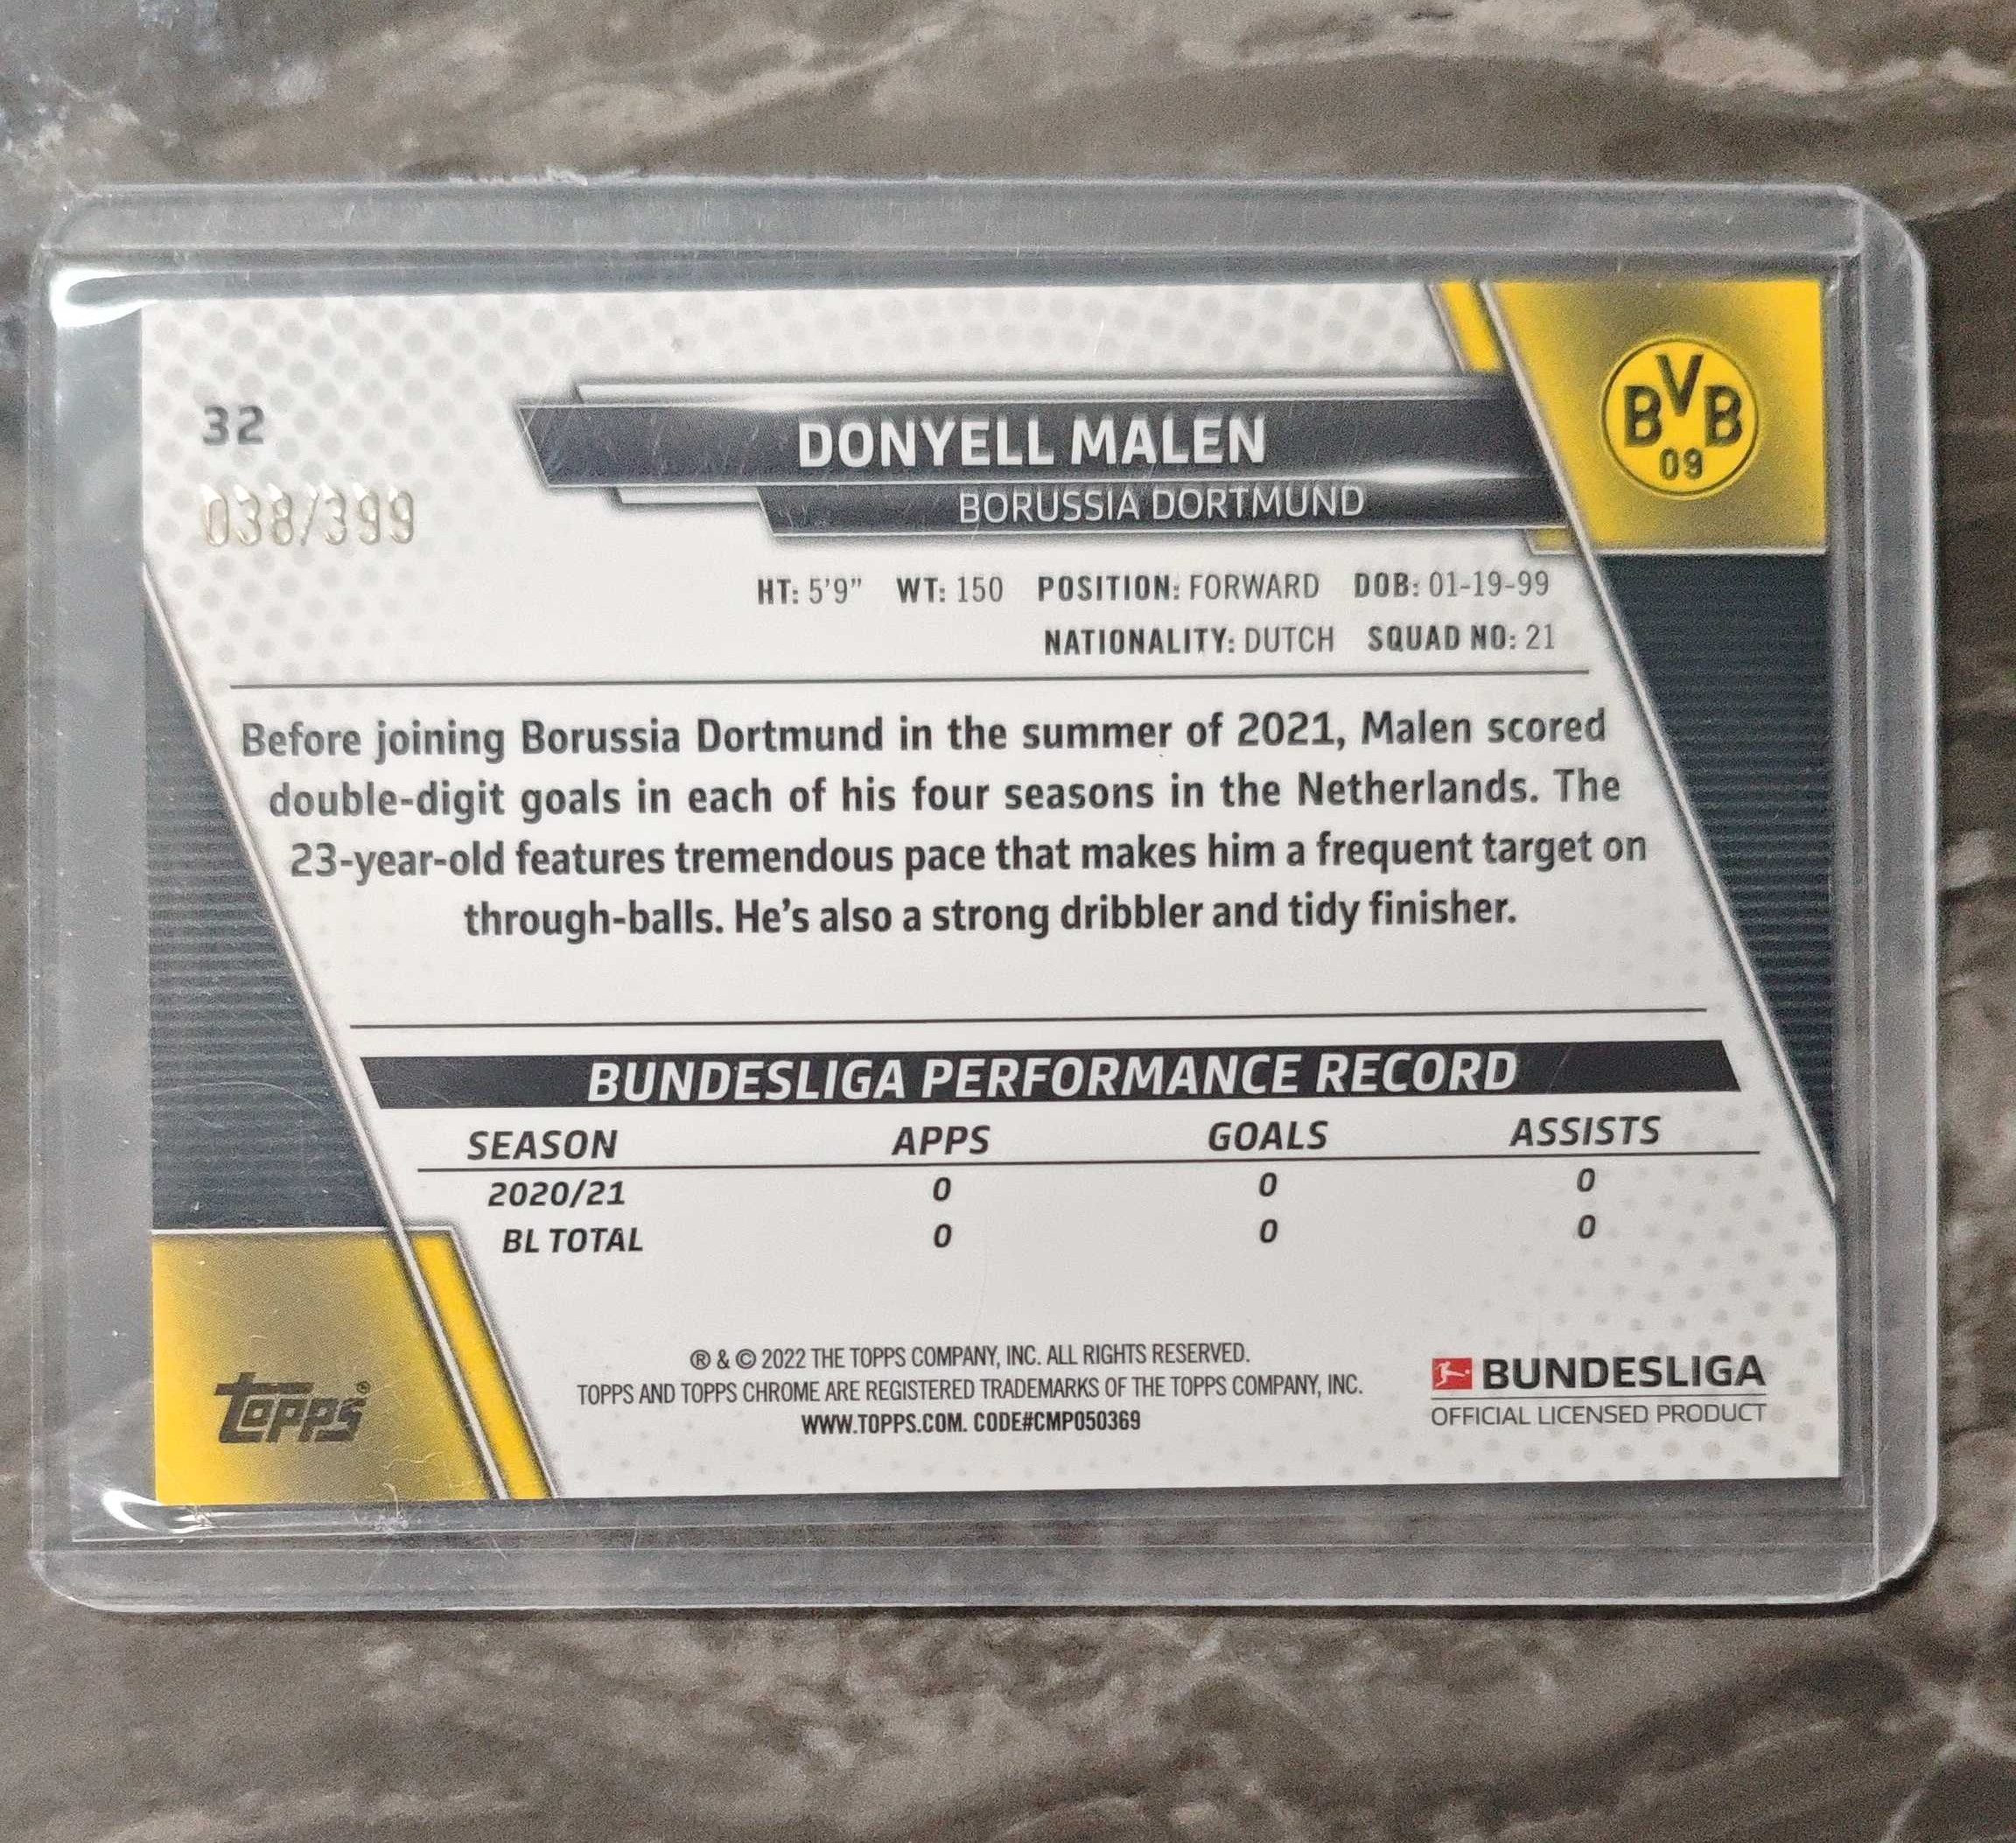 32
038/399
DONYELL MALEN
BORUSSIA DORTMUND
BVB
09
HT: 5'9" WT: 150 POSITION: FORWARD DOB: 01-19-99
NATIONALITY: DUTCH SQUAD NO: 21
Before joining Borussia Dortmund in the summer of 2021, Malen scored
double-digit goals in each of his four seasons in the Netherlands. The
23-year-old features tremendous pace that makes him a frequent target on
through-balls. He's also a strong dribbler and tidy finisher.
BUNDESLIGA PERFORMANCE RECORD
SEASON APPS GOALS ASSISTS
2020/21 0 0 0
BL TOTAL 0 0 0
Topps®
® & © 2022 THE TOPPS COMPANY, INC. ALL RIGHTS RESERVED.
TOPPS AND TOPPS CHROME ARE REGISTERED TRADEMARKS OF THE TOPPS COMPANY, INC.
WWW.TOPPS.COM. CODE#CMP050369
BUNDESLIGA
OFFICIAL LICENSED PRODUCT